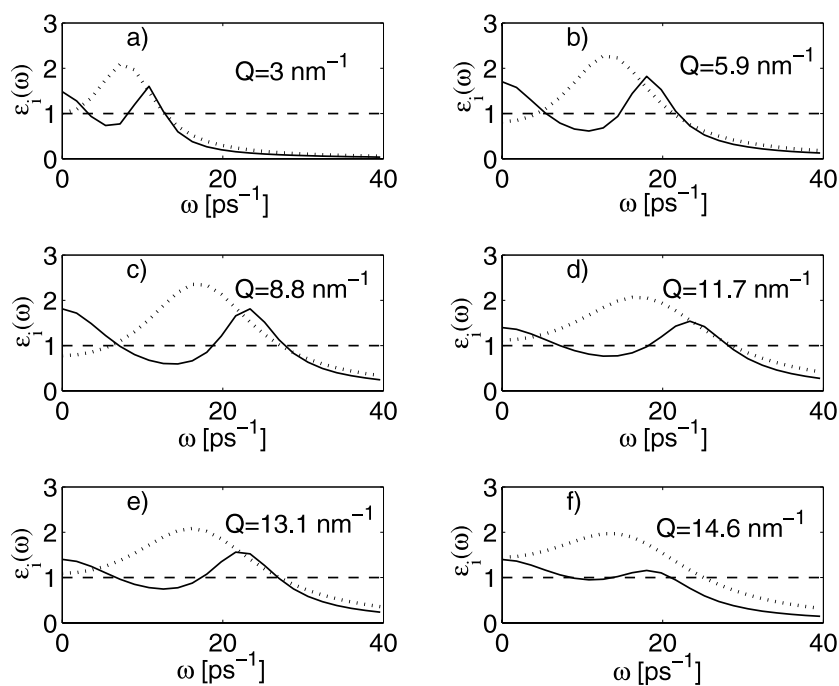 a)
Q=3 nm⁻¹
εᵢ(ω)
3
2
1
0
0 20 40
ω [ps⁻¹]
b)
Q=5.9 nm⁻¹
εᵢ(ω)
3
2
1
0
0 20 40
ω [ps⁻¹]
c)
Q=8.8 nm⁻¹
εᵢ(ω)
3
2
1
0
0 20 40
ω [ps⁻¹]
d)
Q=11.7 nm⁻¹
εᵢ(ω)
3
2
1
0
0 20 40
ω [ps⁻¹]
e)
Q=13.1 nm⁻¹
εᵢ(ω)
3
2
1
0
0 20 40
ω [ps⁻¹]
f)
Q=14.6 nm⁻¹
εᵢ(ω)
3
2
1
0
0 20 40
ω [ps⁻¹]